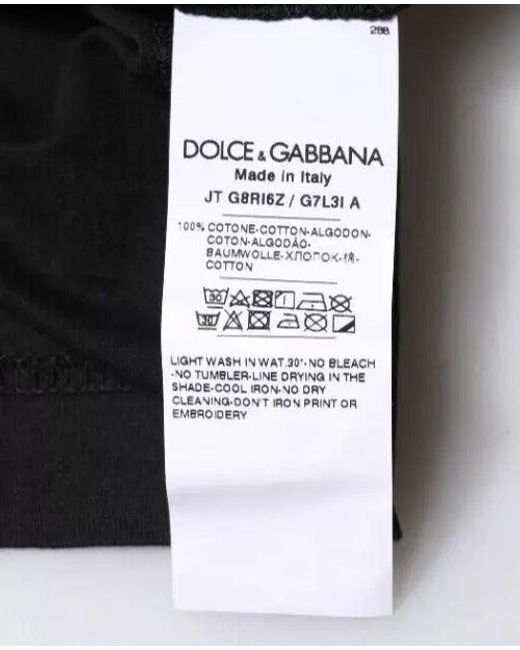 288
DOLCE & GABBANA
Made in Italy
JT G8RI6Z / G7L3I A
100% COTONE-COTTON-ALGODON-
COTON-ALGODÃO-
BAUMWOLLE-ХЛОПОК-棉-
COTTON
30
30
LIGHT WASH IN WAT.30°-NO BLEACH
-NO TUMBLER-LINE DRYING IN THE
SHADE-COOL IRON-NO DRY
CLEANING-DON'T IRON PRINT OR
EMBROIDERY